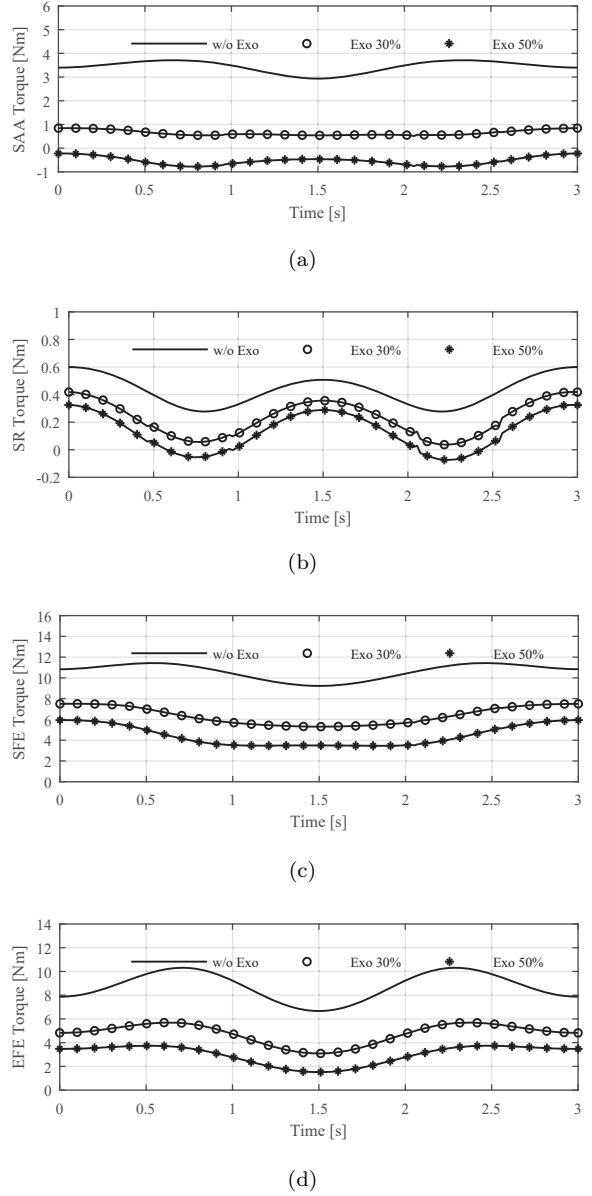 6
5
4
3
2
1
0
-1
SAA Torque [Nm]
w/o Exo Exo 30% Exo 50%
0 0.5 1 1.5 2 2.5 3
Time [s]
(a)
1
0.8
0.6
0.4
0.2
0
-0.2
SR Torque [Nm]
w/o Exo Exo 30% Exo 50%
0 0.5 1 1.5 2 2.5 3
Time [s]
(b)
16
14
12
10
8
6
4
2
0
SFE Torque [Nm]
w/o Exo Exo 30% Exo 50%
0 0.5 1 1.5 2 2.5 3
Time [s]
(c)
14
12
10
8
6
4
2
0
EFE Torque [Nm]
w/o Exo Exo 30% Exo 50%
0 0.5 1 1.5 2 2.5 3
Time [s]
(d)